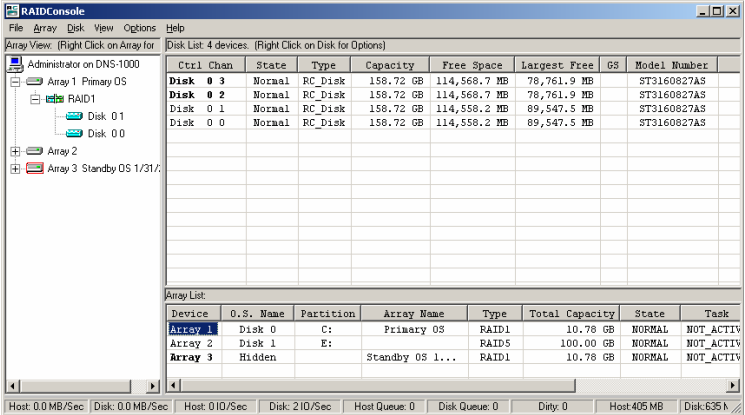 RAIDConsole
File Array Disk View Options Help
Array View: (Right Click on Array for
Disk List: 4 devices. (Right Click on Disk for Options)
Administrator on DNS-1000
Array 1 Primary OS
RAID1
Disk 0 1
Disk 0 0
Array 2
Array 3 Standby OS 1/31/
Ctrl Chan State Type Capacity Free Space Largest Free GS Model Number
Disk 0 3 Normal RC_Disk 158.72 GB 114,568.7 MB 78,761.9 MB ST3160827AS
Disk 0 2 Normal RC_Disk 158.72 GB 114,568.7 MB 78,761.9 MB ST3160827AS
Disk 0 1 Normal RC_Disk 158.72 GB 114,558.2 MB 89,547.5 MB ST3160827AS
Disk 0 0 Normal RC_Disk 158.72 GB 114,558.2 MB 89,547.5 MB ST3160827AS
Array List:
Device O.S. Name Partition Array Name Type Total Capacity State Task
Array 1 Disk 0 C: Primary OS RAID1 10.78 GB NORMAL NOT_ACTIV
Array 2 Disk 1 E: RAID5 100.00 GB NORMAL NOT_ACTIV
Array 3 Hidden Standby OS 1... RAID1 10.78 GB NORMAL NOT_ACTIV
Host: 0.0 MB/Sec Disk: 0.0 MB/Sec Host: 0 IO/Sec Disk: 2 IO/Sec Host Queue: 0 Disk Queue: 0 Dirty: 0 Host:405 MB Disk:635 M